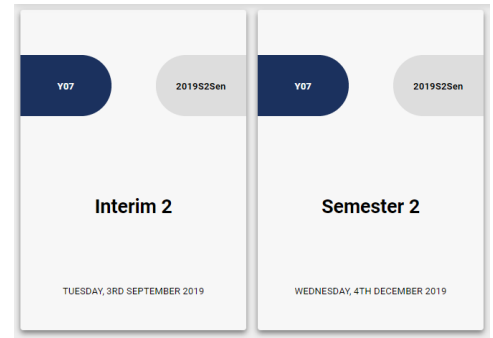 Y07
2019S2Sen
Interim 2
TUESDAY, 3RD SEPTEMBER 2019
Y07
2019S2Sen
Semester 2
WEDNESDAY, 4TH DECEMBER 2019